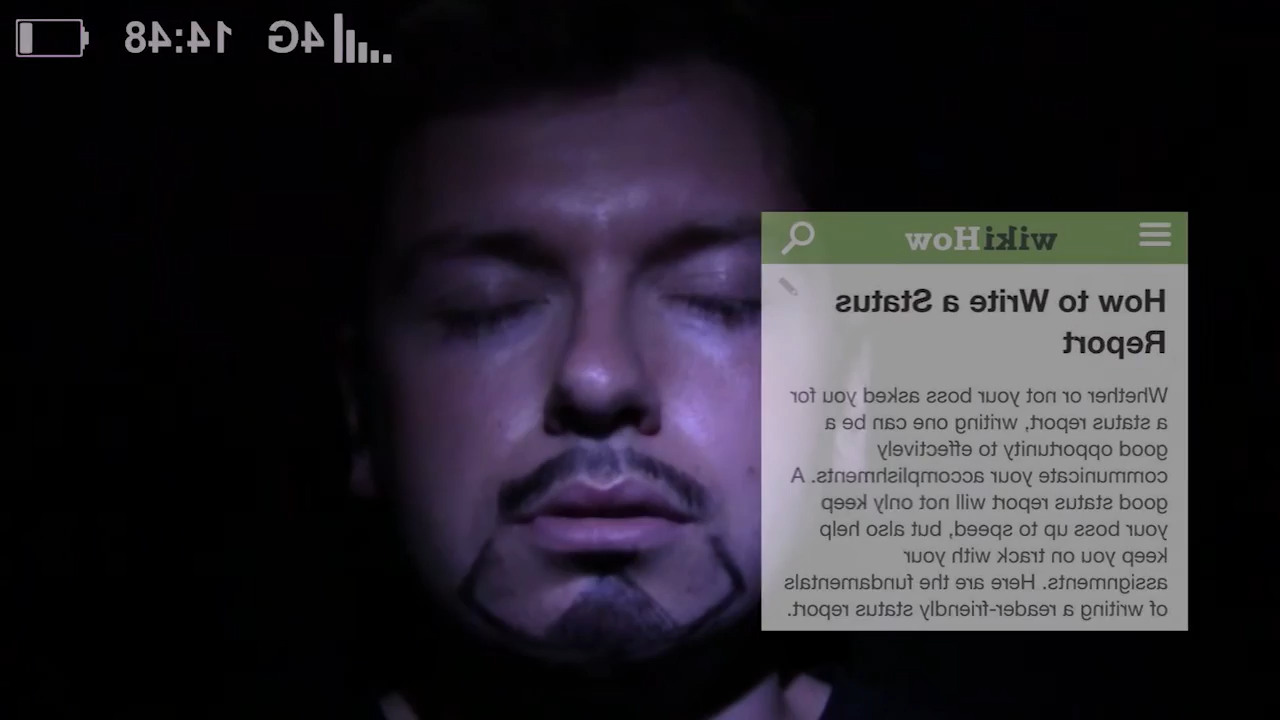 14:48 4G
wikiHow
How to Write a Status
Report
Whether or not your boss asked you for
a status report, writing one can be a
good opportunity to effectively
communicate your accomplishments. A
good status report will not only keep
your boss up to speed, but also help
keep you on track with your
assignments. Here are the fundamentals
of writing a reader-friendly status report.